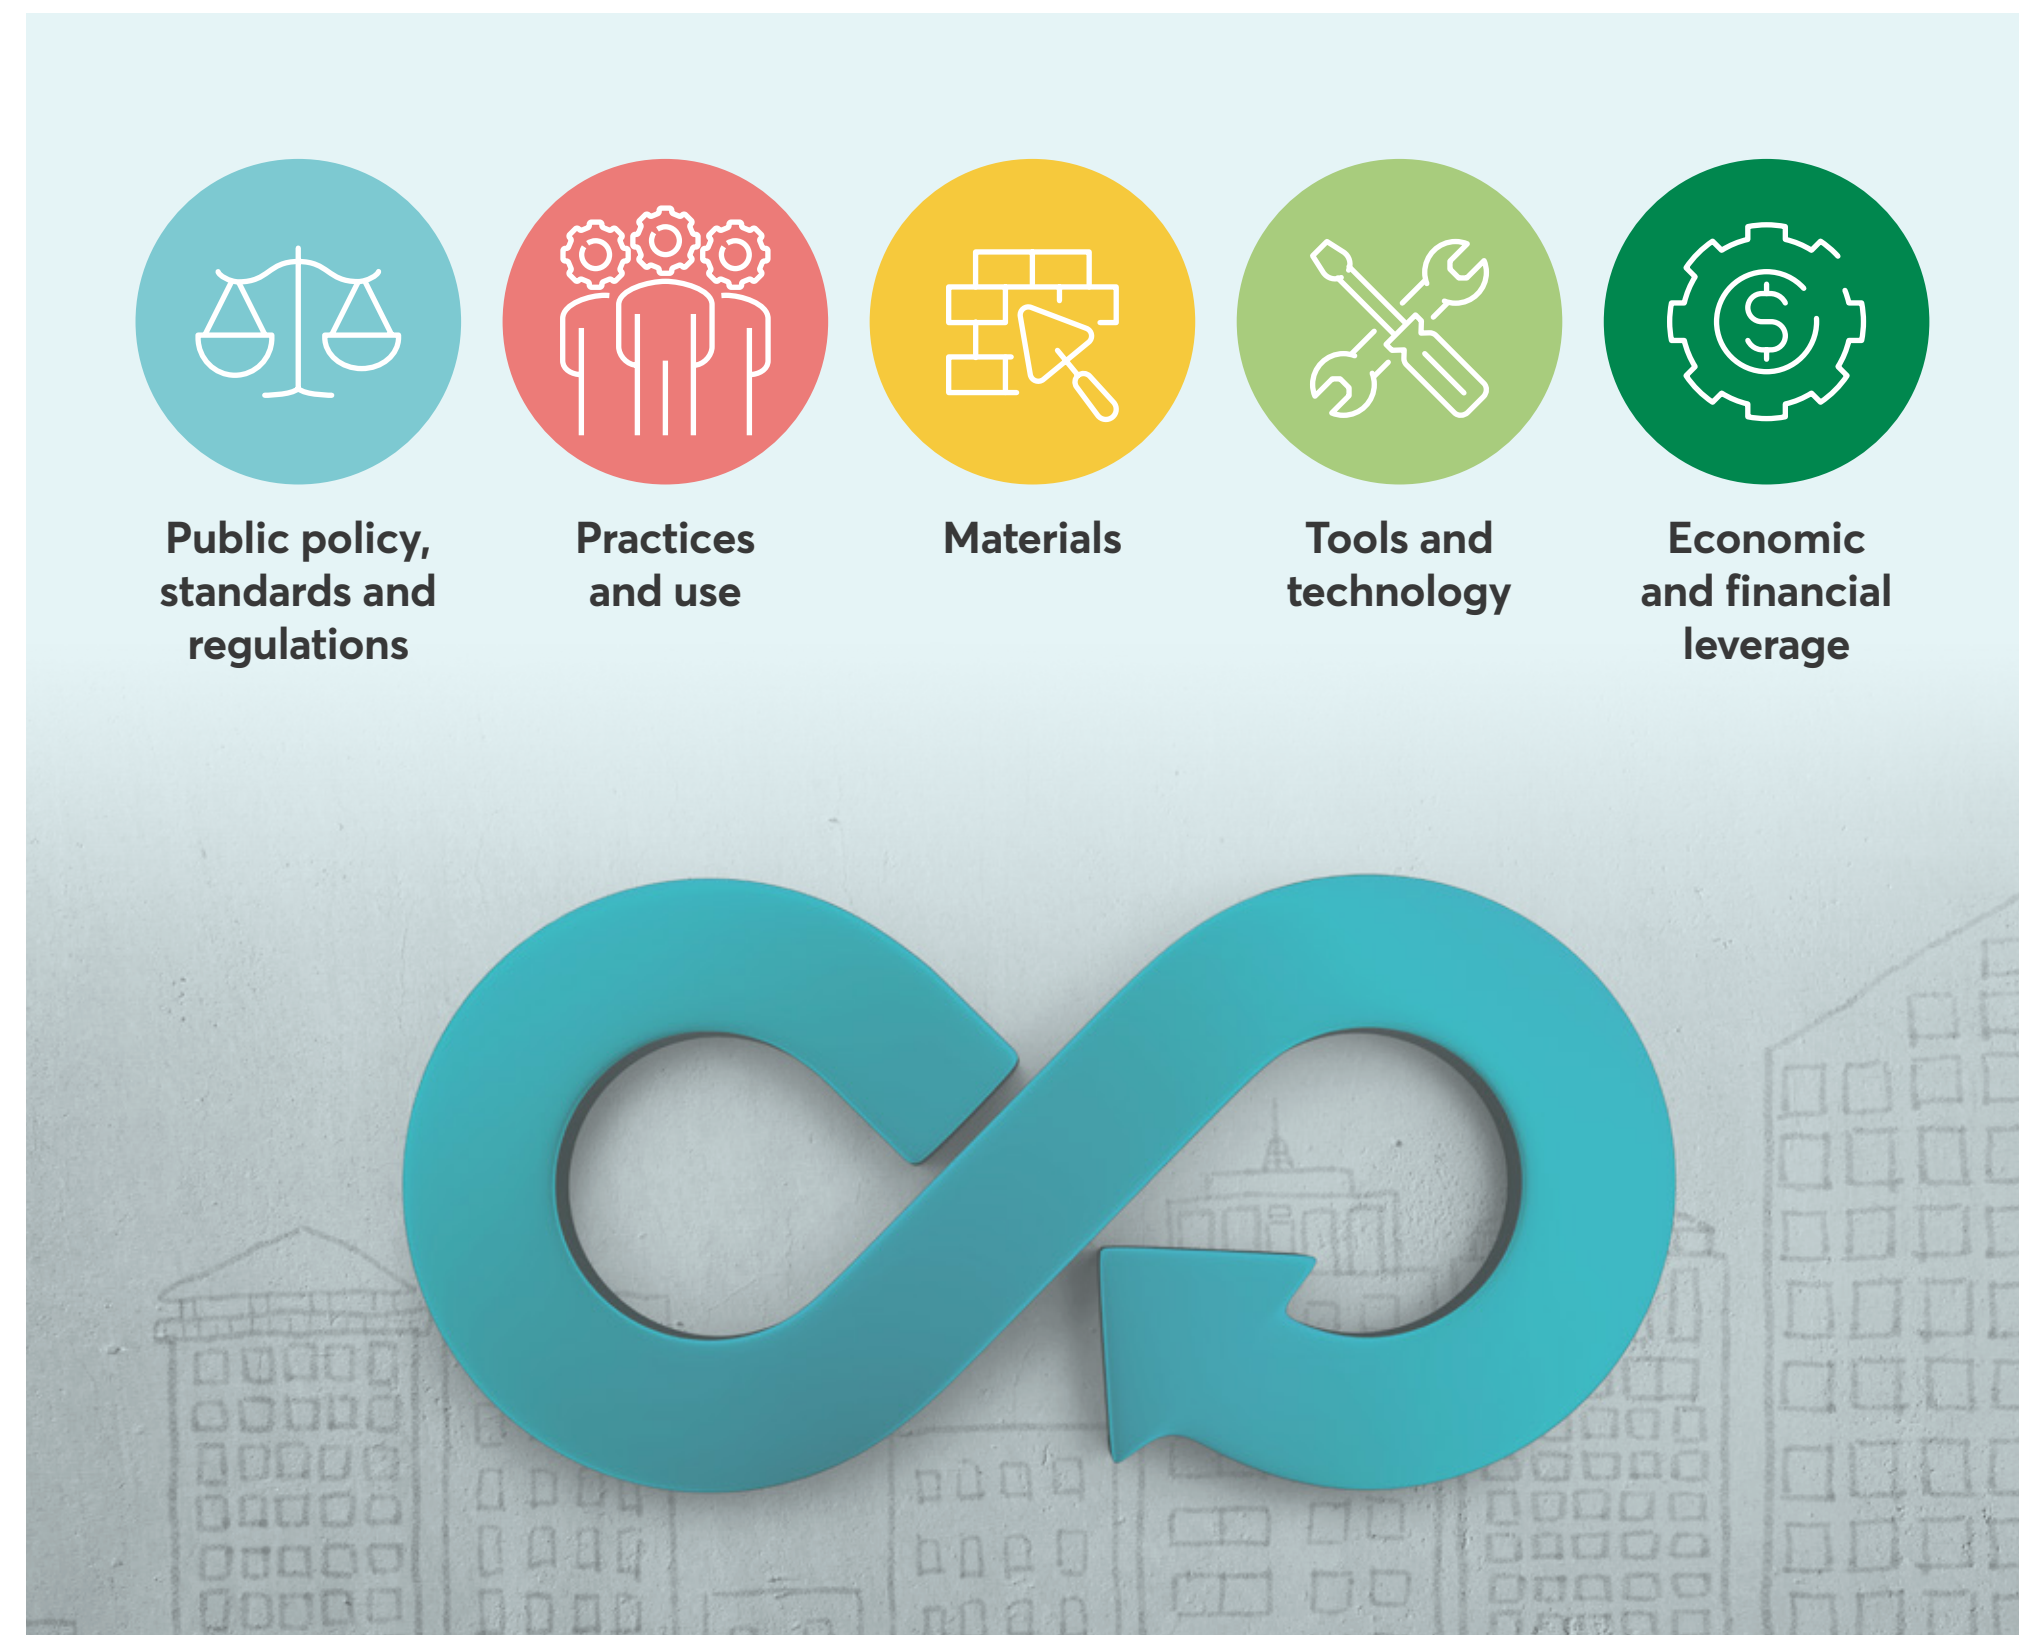 Public policy,
standards and
regulations
Practices
and use
Materials
Tools and
technology
Economic
and financial
leverage